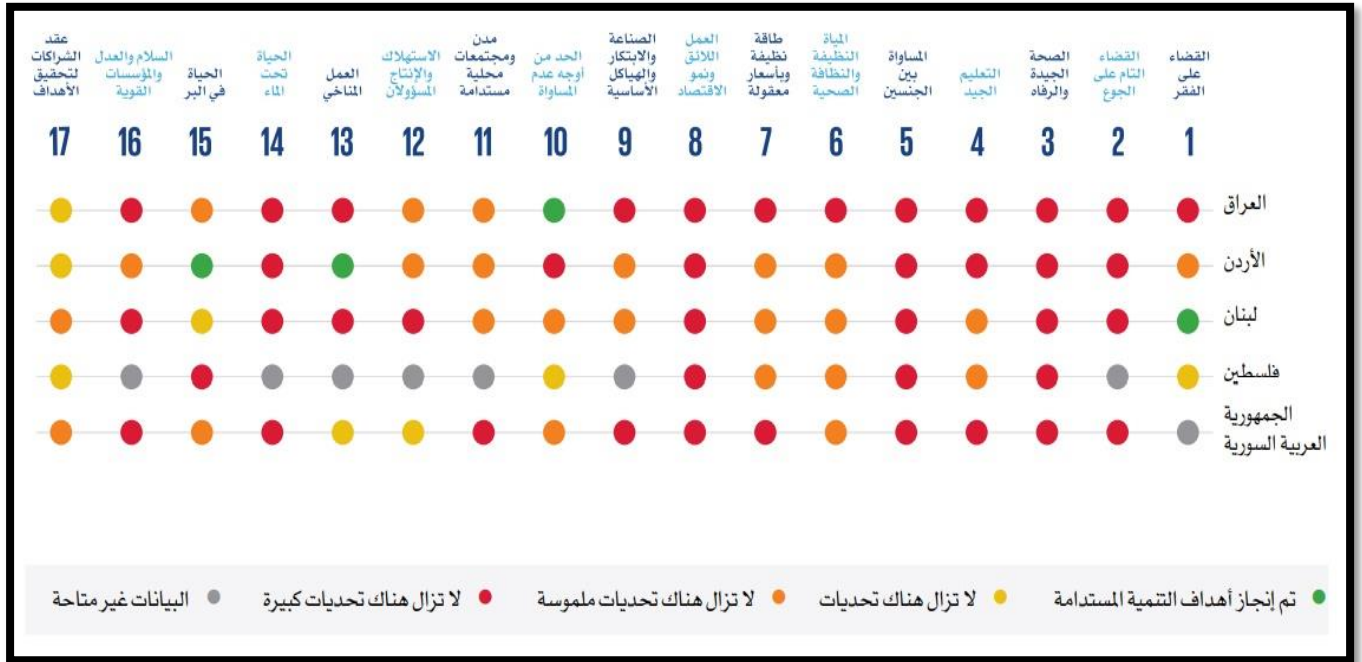 القضاء
على
الفقر
القضاء
التام على
الجوع
الصحة
الجيدة
والرفاه
التعليم
الجيد
المساواة
بين
الجنسين
المياة
النظيفة
والنظافة
الصحية
طاقة
نظيفة
وبأسعار
معقولة
العمل
اللائق
ونمو
الاقتصاد
الصناعة
والابتكار
والهياكل
الأساسية
الحد من
أوجه عدم
المساواة
مدن
ومجتمعات
محلية
مستدامة
الاستهلاك
والإنتاج
المسؤولان
العمل
المناخي
الحياة
تحت
الماء
الحياة
في البر
السلام والعدل
والمؤسسات
القوية
عقد
الشراكات
لتحقيق
الأهداف
1 2 3 4 5 6 7 8 9 10 11 12 13 14 15 16 17
العراق
الأردن
لبنان
فلسطين
الجمهورية
العربية السورية
تم إنجاز أهداف التنمية المستدامة لا تزال هناك تحديات لا تزال هناك تحديات ملموسة لا تزال هناك تحديات كبيرة البيانات غير متاحة